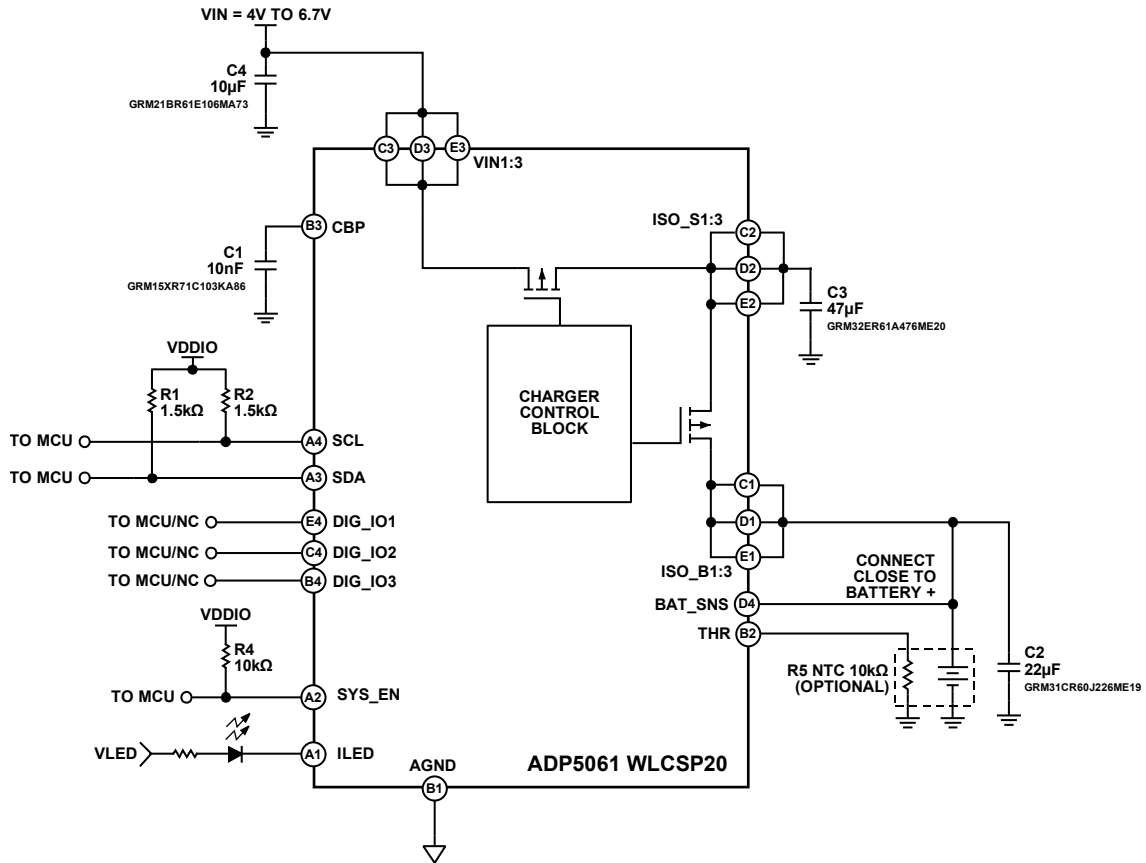 VIN = 4V TO 6.7V
C4
10µF
GRM21BR61E106MA73
C3
D3
E3
VIN1:3
B3
CBP
C1
10nF
GRM15XR71C103KA86
ISO_S1:3
C2
D2
E2
C3
47µF
GRM32ER61A476ME20
VDDIO
R1
1.5kΩ
R2
1.5kΩ
CHARGER
CONTROL
BLOCK
TO MCU
A4
SCL
TO MCU
A3
SDA
TO MCU/NC
E4
DIG_IO1
TO MCU/NC
C4
DIG_IO2
TO MCU/NC
B4
DIG_IO3
C1
D1
E1
ISO_B1:3
CONNECT
CLOSE TO
BATTERY +
BAT_SNS
D4
THR
B2
VDDIO
R4
10kΩ
R5 NTC 10kΩ
(OPTIONAL)
C2
22µF
GRM31CR60J226ME19
TO MCU
A2
SYS_EN
VLED
A1
ILED
AGND
B1
ADP5061 WLCSP20